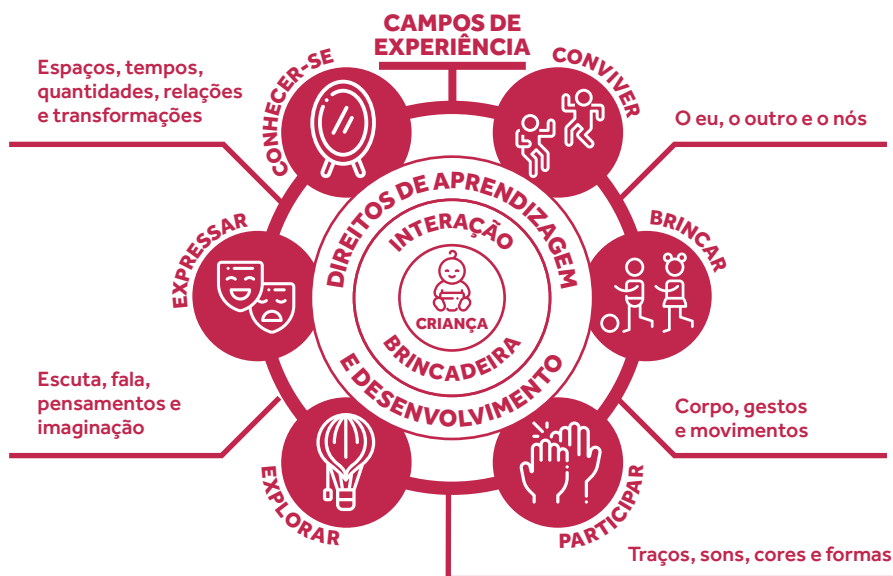 CAMPOS DE
EXPERIÊNCIA
Espaços, tempos,
quantidades, relações
e transformações
CONHECER-SE
CONVIVER
O eu, o outro e o nós
EXPRESSAR
BRINCAR
DIREITOS DE APRENDIZAGEM
E DESENVOLVIMENTO
INTERAÇÃO
BRINCADEIRA
CRIANÇA
Escuta, fala,
pensamentos e
imaginação
Corpo, gestos
e movimentos
EXPLORAR
PARTICIPAR
Traços, sons, cores e formas